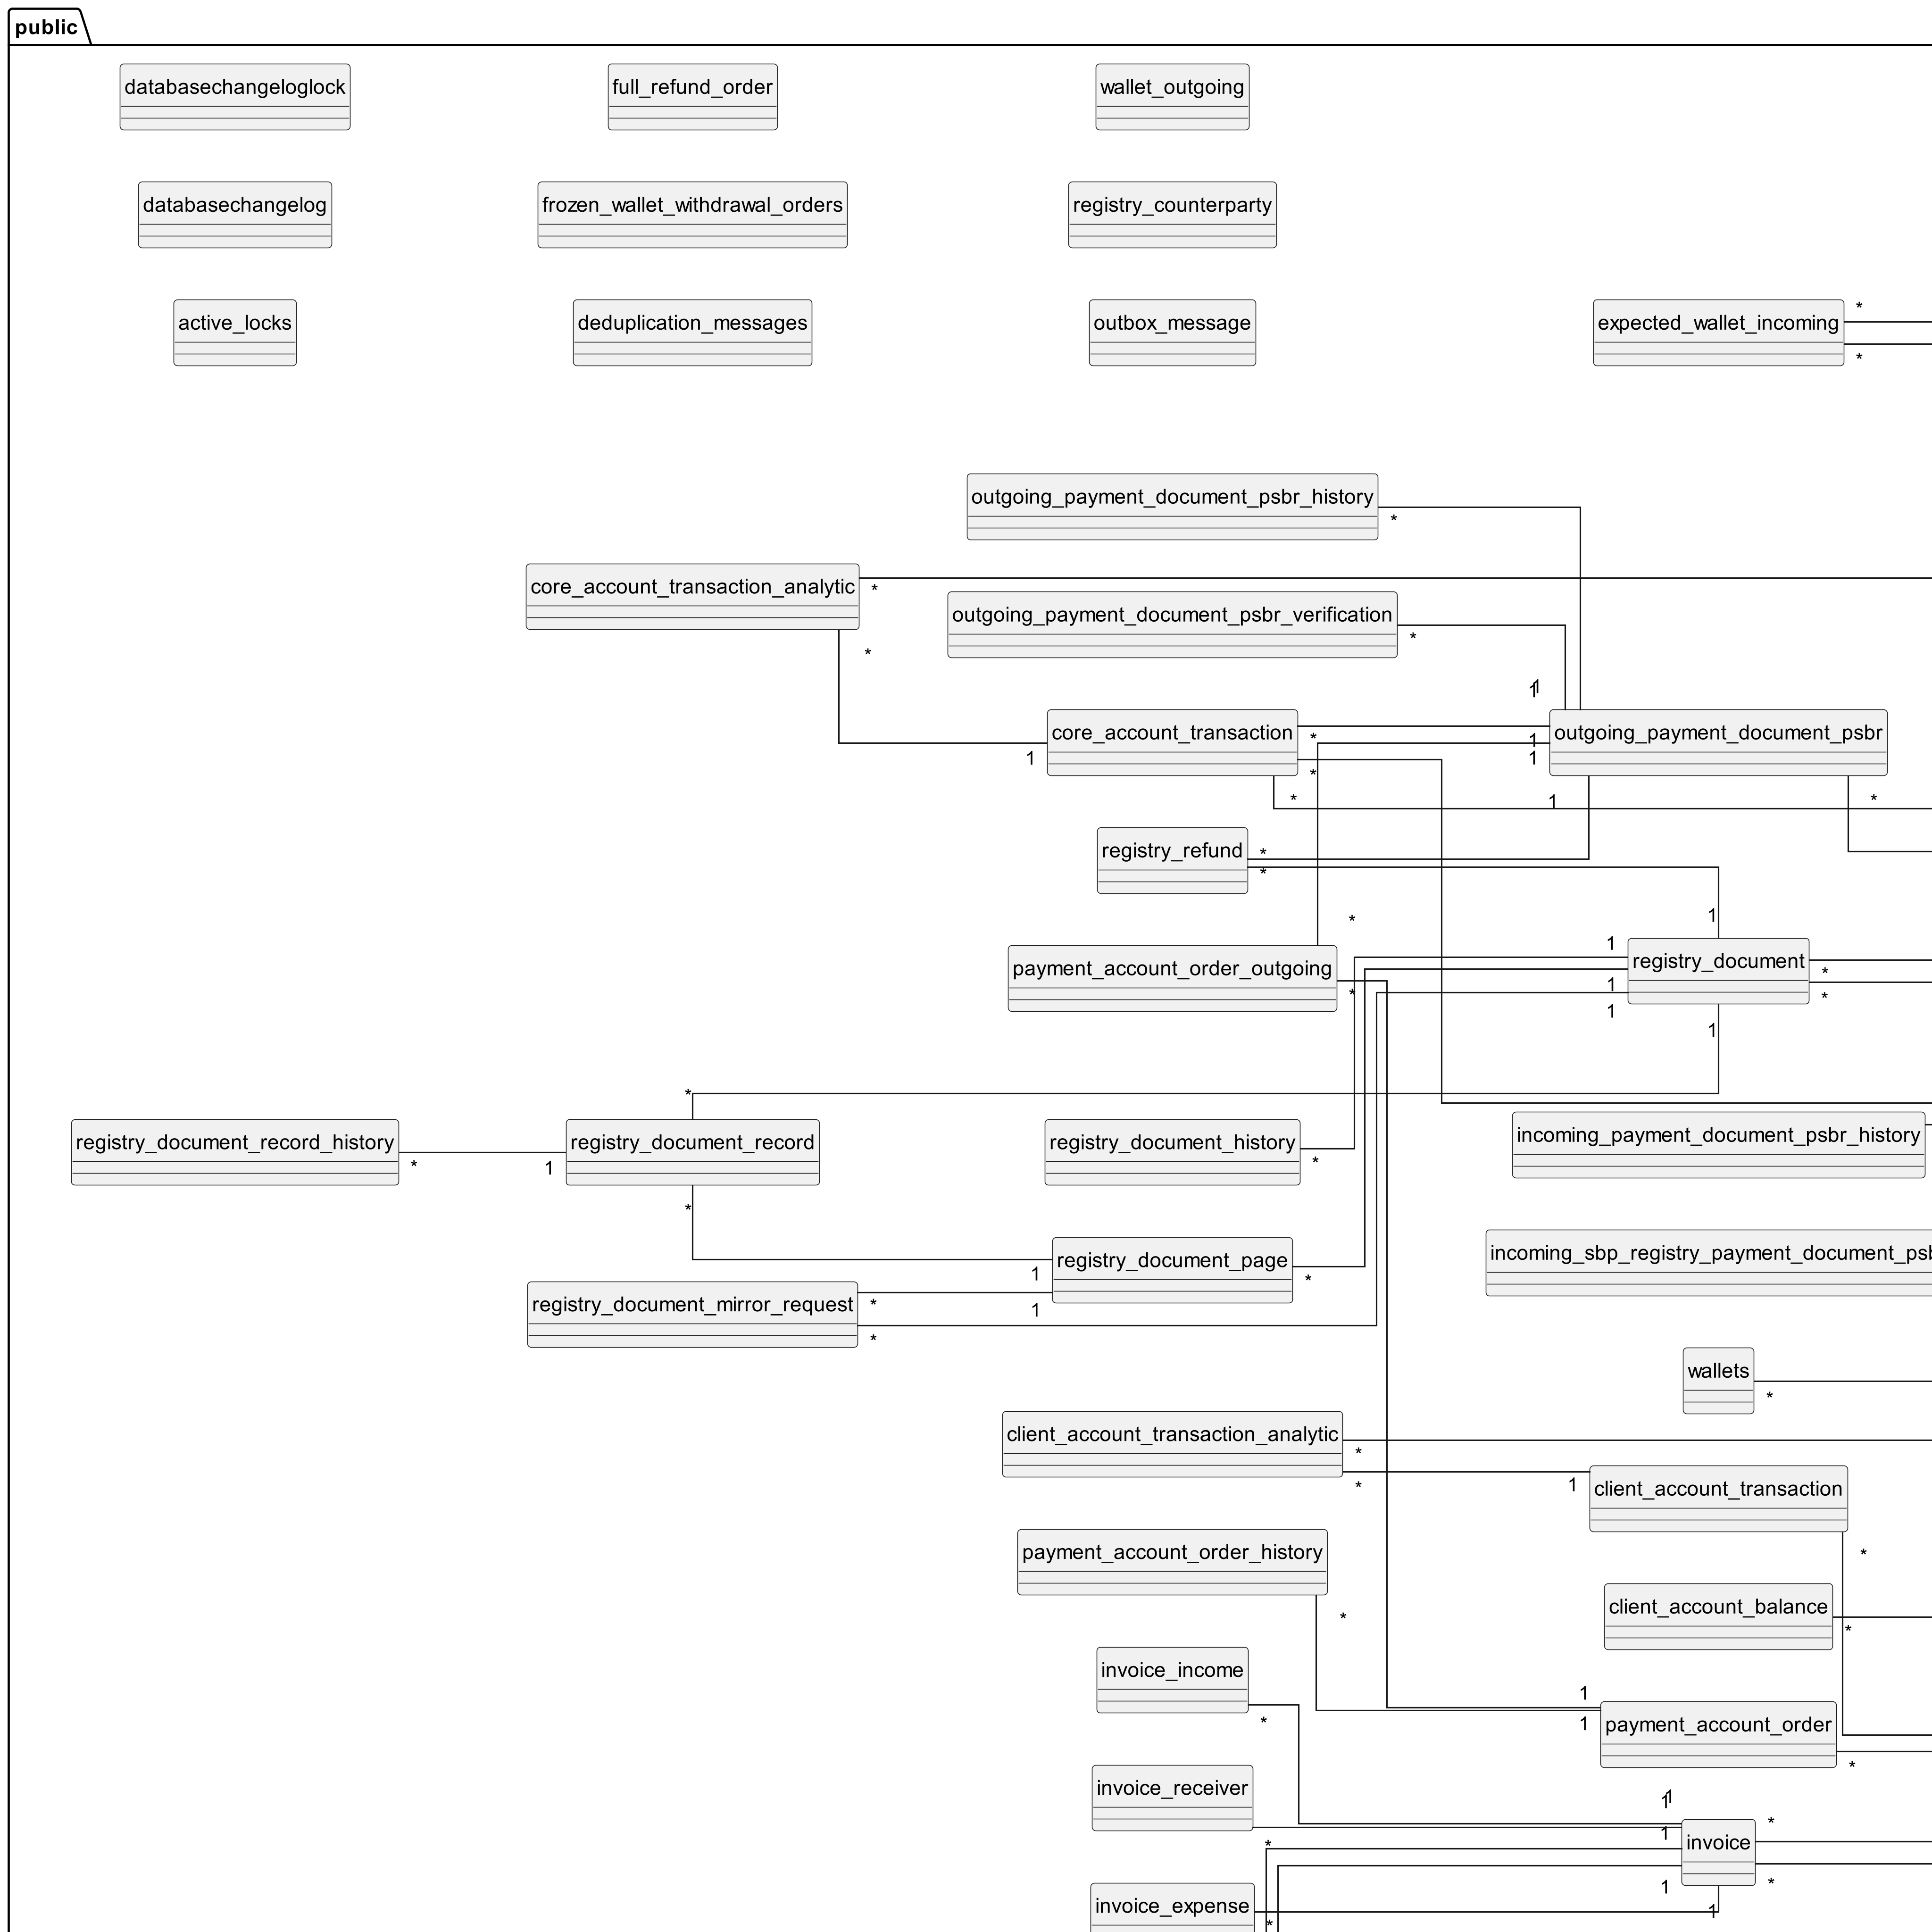 public
databasechangeloglock
full_refund_order
wallet_outgoing
databasechangelog
frozen_wallet_withdrawal_orders
registry_counterparty
active_locks
deduplication_messages
outbox_message
expected_wallet_incoming
*
*
outgoing_payment_document_psbr_history
*
core_account_transaction_analytic
*
outgoing_payment_document_psbr_verification
*
*
1
1
core_account_transaction
*
1
outgoing_payment_document_psbr
1
1
*
*
1
*
registry_refund
*
*
1
*
payment_account_order_outgoing
*
1
registry_document
*
1
*
1
1
*
registry_document_record_history
*
1
registry_document_record
registry_document_history
*
incoming_payment_document_psbr_history
*
registry_document_page
1
*
incoming_sbp_registry_payment_document_psb
registry_document_mirror_request
*
1
*
wallets
*
client_account_transaction_analytic
*
*
1
client_account_transaction
*
payment_account_order_history
*
client_account_balance
*
invoice_income
*
1
1
payment_account_order
*
invoice_receiver
1
1
*
1
invoice
*
*
1
invoice_expense
1
*